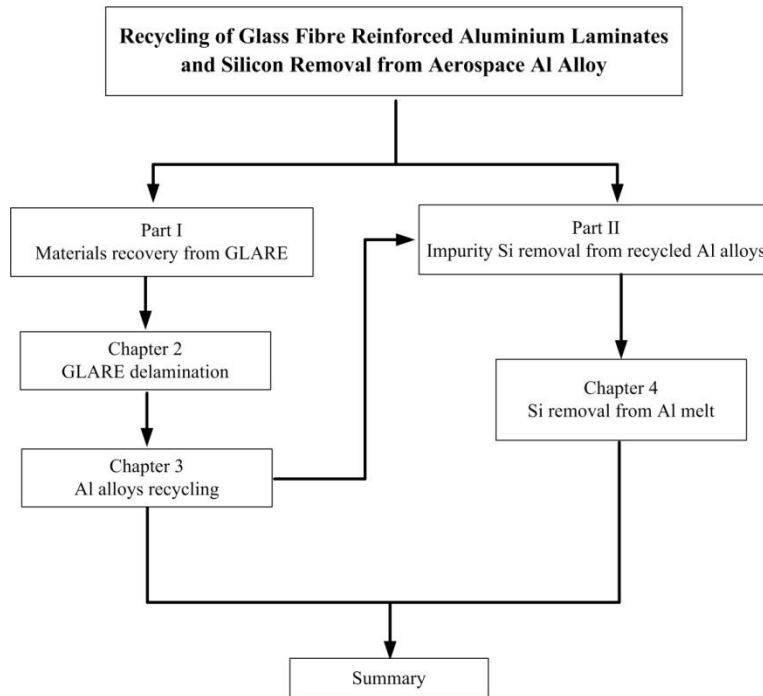 Recycling of Glass Fibre Reinforced Aluminium Laminates
and Silicon Removal from Aerospace Al Alloy
Part I
Materials recovery from GLARE
Part II
Impurity Si removal from recycled Al alloys
Chapter 2
GLARE delamination
Chapter 4
Si removal from Al melt
Chapter 3
Al alloys recycling
Summary